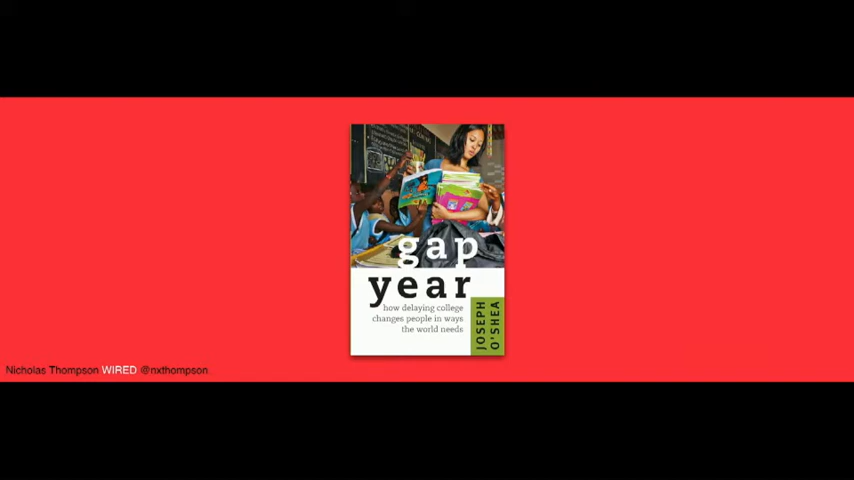 gap
year
how delaying college
changes people in ways
the world needs
JOSEPH
O'SHEA
Nicholas Thompson WIRED @nxthompson